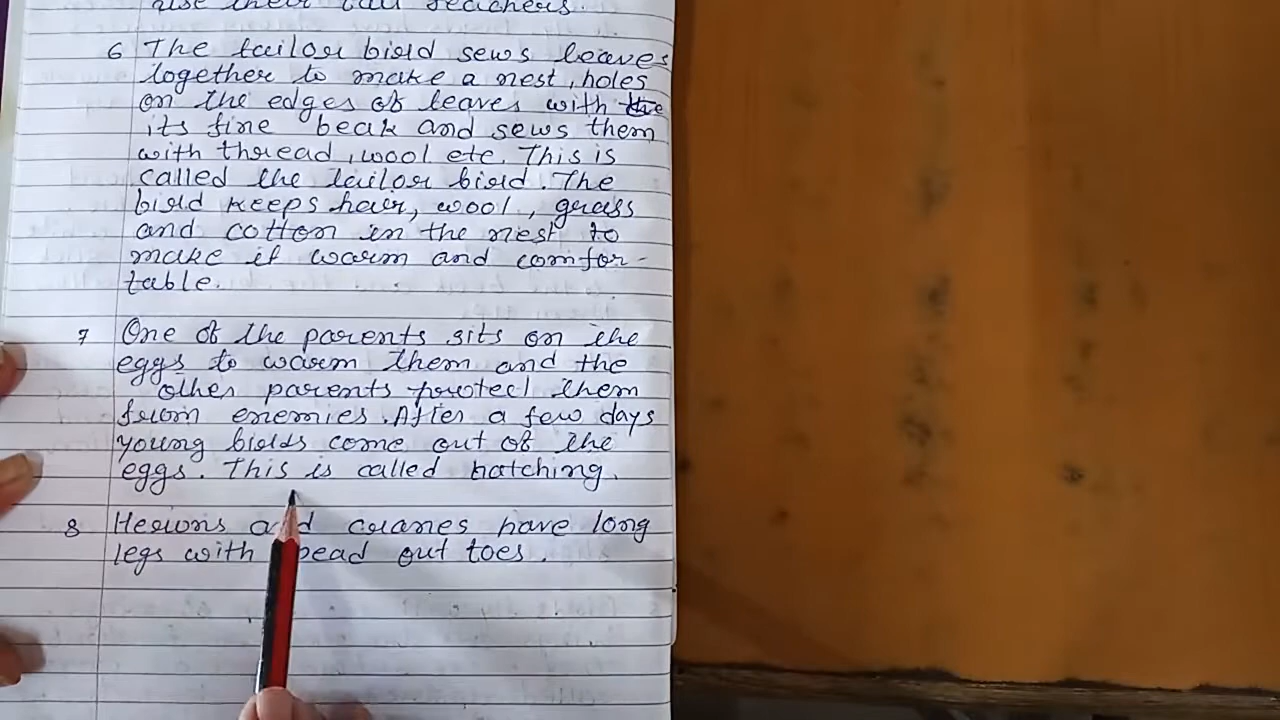 6 The tailor bird sews leaves
together to make a nest, holes
on the edges of leaves with
its fine beak and sews them
with thread, wool etc. This is
called the tailor bird. The
bird keeps hair, wool, grass
and cotton in the nest to
make it warm and comfor-
table.
7 One of the parents sits on the
eggs to warm them and the
other parents protect them
from enemies. After a few days
young birds come out of the
eggs. This is called hatching.
8 Herons and cranes have long
legs with out toes.